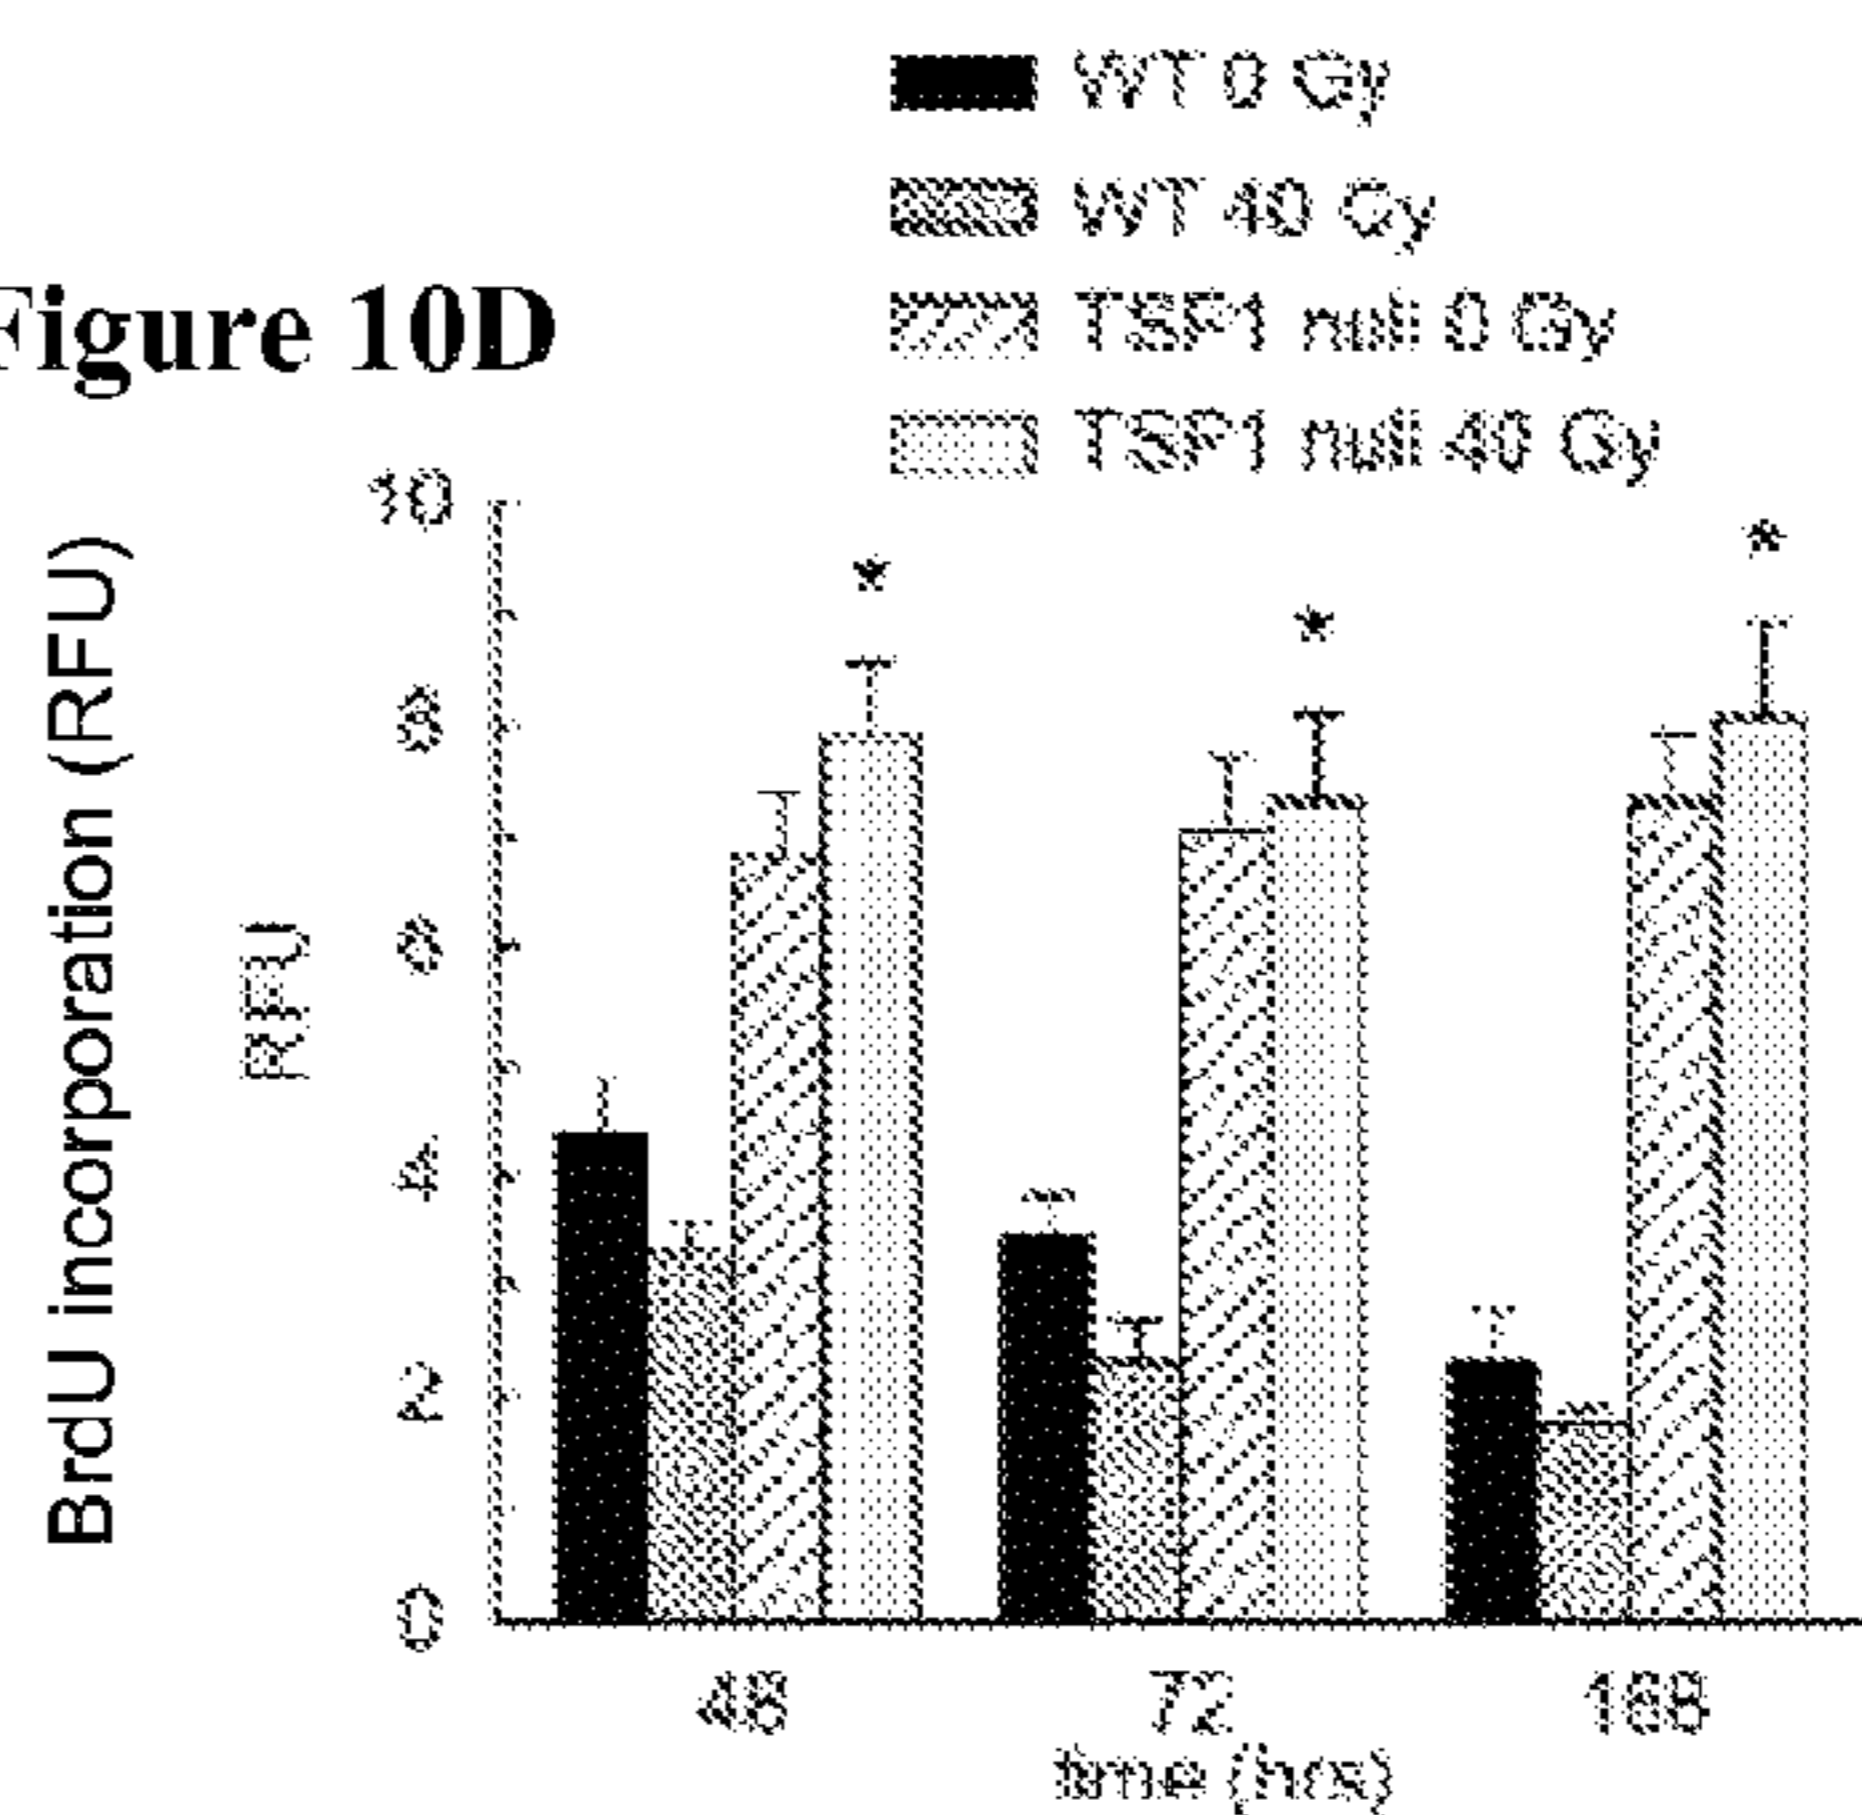 WT 0 Gy
WT 40 Gy
TSP1 null 0 Gy
TSP1 null 40 Gy
Figure 10D
BrdU incorporation (RFU)
RFU
10
8
6
4
2
0
*
*
*
48
72
168
time (hrs)